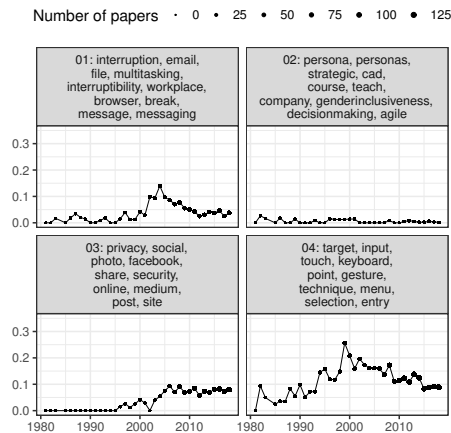 Number of papers 0 25 50 75 100 125
01: interruption, email,
file, multitasking,
interruptibility, workplace,
browser, break,
message, messaging
02: persona, personas,
strategic, cad,
course, teach,
company, genderinclusiveness,
decisionmaking, agile
0.3
0.2
0.1
0.0
03: privacy, social,
photo, facebook,
share, security,
online, medium,
post, site
04: target, input,
touch, keyboard,
point, gesture,
technique, menu,
selection, entry
0.3
0.2
0.1
0.0
1980 1990 2000 2010 1980 1990 2000 2010